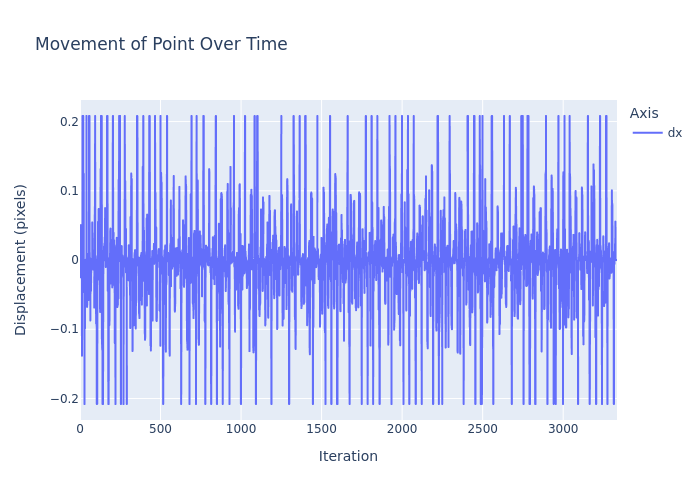 Movement of Point Over Time
Axis
dx
Displacement (pixels)
0.2
0.1
0
−0.1
−0.2
0 500 1000 1500 2000 2500 3000
Iteration